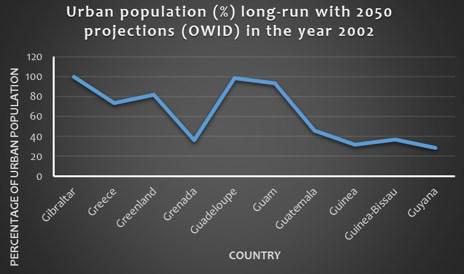 Urban population (%) long-run with 2050
projections (OWID) in the year 2002
PERCENTAGE OF URBAN POPULATION
120
100
80
60
40
20
0
Gibraltar
Greece
Greenland
Grenada
Guadeloupe
Guam
Guatemala
Guinea
Guinea-Bissau
Guyana
COUNTRY